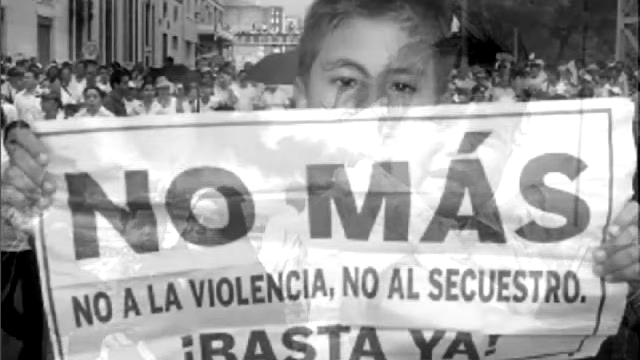 NO MÁS
NO A LA VIOLENCIA, NO AL SECUESTRO.
¡BASTA YA!